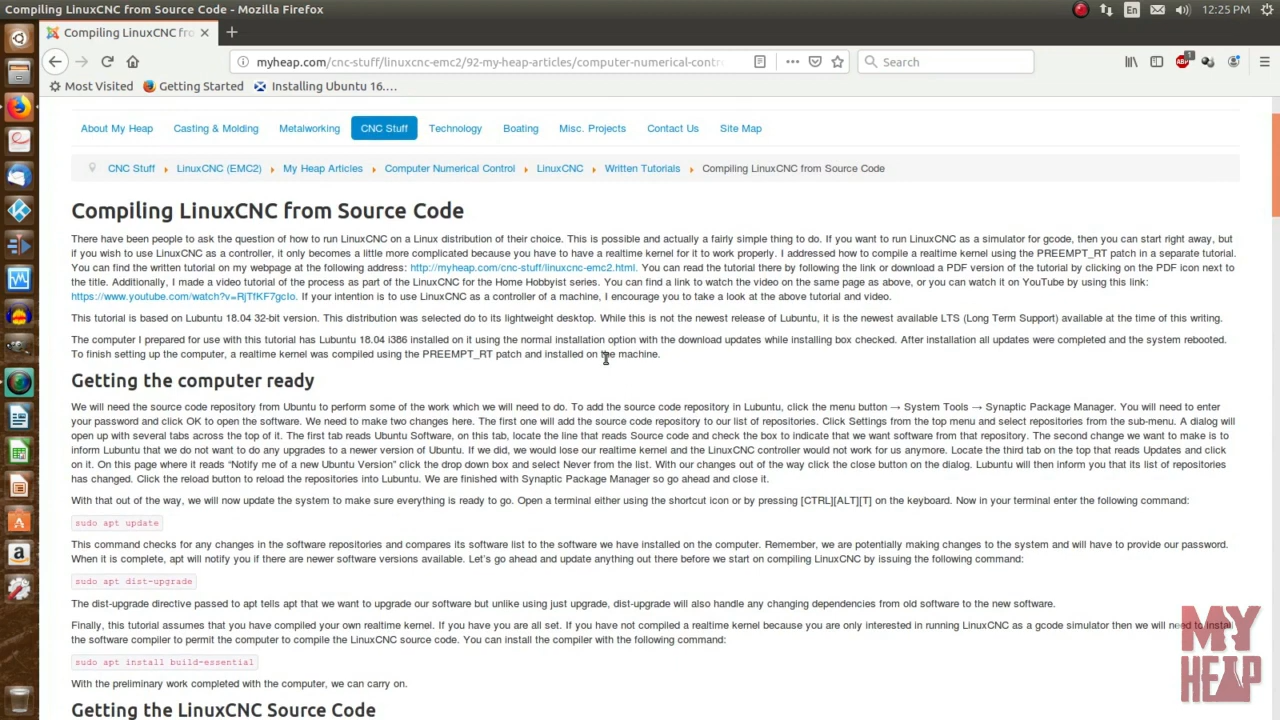 Compiling LinuxCNC from Source Code - Mozilla Firefox
En
12:25 PM
Compiling LinuxCNC fro
myheap.com/cnc-stuff/linuxcnc-emc2/92-my-heap-articles/computer-numerical-contr
Search
ABP
1
Most Visited
Getting Started
Installing Ubuntu 16.…
About My Heap
Casting & Molding
Metalworking
CNC Stuff
Technology
Boating
Misc. Projects
Contact Us
Site Map
CNC Stuff
LinuxCNC (EMC2)
My Heap Articles
Computer Numerical Control
LinuxCNC
Written Tutorials
Compiling LinuxCNC from Source Code
Compiling LinuxCNC from Source Code
There have been people to ask the question of how to run LinuxCNC on a Linux distribution of their choice. This is possible and actually a fairly simple thing to do. If you want to run LinuxCNC as a simulator for gcode, then you can start right away, but
if you wish to use LinuxCNC as a controller, it only becomes a little more complicated because you have to have a realtime kernel for it to work properly. I addressed how to compile a realtime kernel using the PREEMPT_RT patch in a separate tutorial.
You can find the written tutorial on my webpage at the following address: http://myheap.com/cnc-stuff/linuxcnc-emc2.html. You can read the tutorial there by following the link or download a PDF version of the tutorial by clicking on the PDF icon next to
the title. Additionally, I made a video tutorial of the process as part of the LinuxCNC for the Home Hobbyist series. You can find a link to watch the video on the same page as above, or you can watch it on YouTube by using this link:
https://www.youtube.com/watch?v=RjTfKF7gcIo. If your intention is to use LinuxCNC as a controller of a machine, I encourage you to take a look at the above tutorial and video.
This tutorial is based on Lubuntu 18.04 32-bit version. This distribution was selected do to its lightweight desktop. While this is not the newest release of Lubuntu, it is the newest available LTS (Long Term Support) available at the time of this writing.
The computer I prepared for use with this tutorial has Lubuntu 18.04 i386 installed on it using the normal installation option with the download updates while installing box checked. After installation all updates were completed and the system rebooted.
To finish setting up the computer, a realtime kernel was compiled using the PREEMPT_RT patch and installed on the machine.
Getting the computer ready
We will need the source code repository from Ubuntu to perform some of the work which we will need to do. To add the source code repository in Lubuntu, click the menu button → System Tools → Synaptic Package Manager. You will need to enter
your password and click OK to open the software. We need to make two changes here. The first one will add the source code repository to our list of repositories. Click Settings from the top menu and select repositories from the sub-menu. A dialog will
open up with several tabs across the top of it. The first tab reads Ubuntu Software, on this tab, locate the line that reads Source code and check the box to indicate that we want software from that repository. The second change we want to make is to
inform Lubuntu that we do not want to do any upgrades to a newer version of Ubuntu. If we did, we would lose our realtime kernel and the LinuxCNC controller would not work for us anymore. Locate the third tab on the top that reads Updates and click
on it. On this page where it reads “Notify me of a new Ubuntu Version” click the drop down box and select Never from the list. With our changes out of the way click the close button on the dialog. Lubuntu will then inform you that its list of repositories
has changed. Click the reload button to reload the repositories into Lubuntu. We are finished with Synaptic Package Manager so go ahead and close it.
With that out of the way, we will now update the system to make sure everything is ready to go. Open a terminal either using the shortcut icon or by pressing [CTRL][ALT][T] on the keyboard. Now in your terminal enter the following command:
sudo apt update
This command checks for any changes in the software repositories and compares its software list to the software we have installed on the computer. Remember, we are potentially making changes to the system and will have to provide our password.
When it is complete, apt will notify you if there are newer software versions available. Let’s go ahead and update anything out there before we start on compiling LinuxCNC by issuing the following command:
sudo apt dist-upgrade
The dist-upgrade directive passed to apt tells apt that we want to upgrade our software but unlike using just upgrade, dist-upgrade will also handle any changing dependencies from old software to the new software.
Finally, this tutorial assumes that you have compiled your own realtime kernel. If you have you are all set. If you have not compiled a realtime kernel because you are only interested in running LinuxCNC as a gcode simulator then we will need to install
the software compiler to permit the computer to compile the LinuxCNC source code. You can install the compiler with the following command:
sudo apt install build-essential
With the preliminary work completed with the computer, we can carry on.
Getting the LinuxCNC Source Code
MY
HEAP